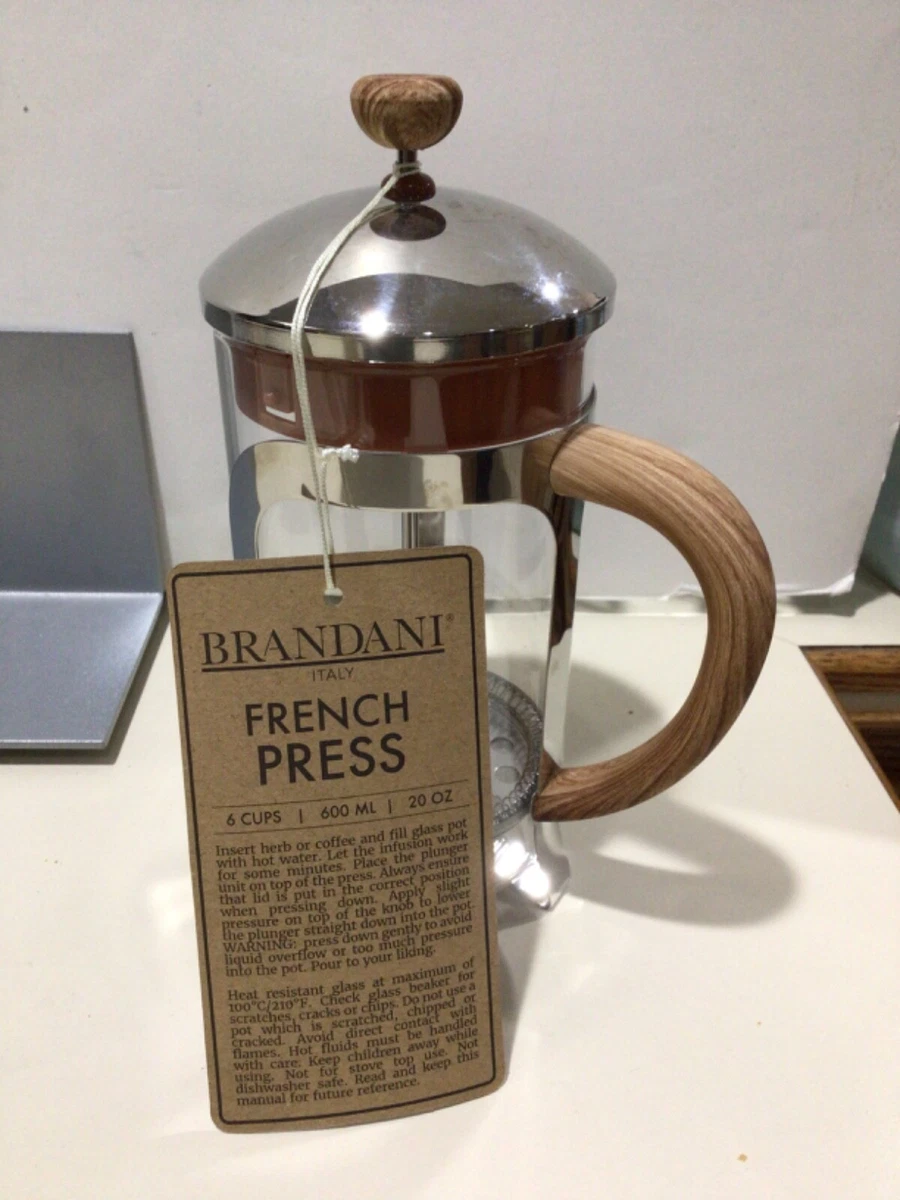 BRANDANI®
ITALY
FRENCH
PRESS
6 CUPS | 600 ML | 20 OZ
Insert herb or coffee and fill glass pot
with hot water. Let the infusion work
for some minutes. Place the plunger
unit on top of the press. Always ensure
that lid is put in the correct position
when pressing down. Apply slight
pressure on top of the knob to lower
the plunger straight down into the pot.
WARNING: press down gently to avoid
liquid overflow or too much pressure
into the pot. Pour to your liking.
Heat resistant glass at maximum of
100°C/210°F. Check glass beaker for
scratches, cracks or chips. Do not use a
pot which is scratched, chipped or
cracked. Avoid direct contact with
flames. Hot fluids must be handled
with care. Keep children away while
using. Not for stove top use. Not
dishwasher safe. Read and keep this
manual for future reference.